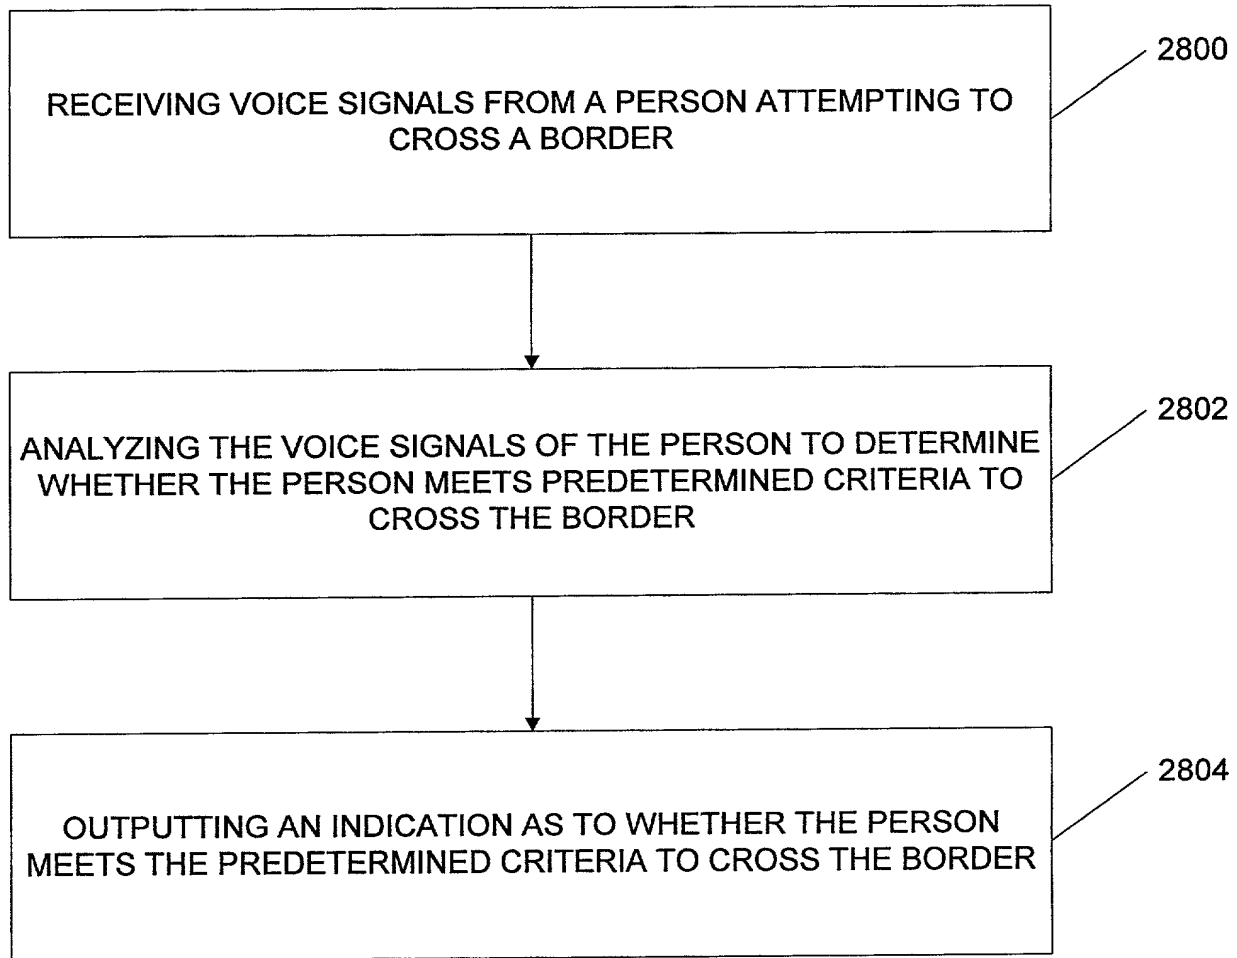 RECEIVING VOICE SIGNALS FROM A PERSON ATTEMPTING TO
CROSS A BORDER
2800
ANALYZING THE VOICE SIGNALS OF THE PERSON TO DETERMINE
WHETHER THE PERSON MEETS PREDETERMINED CRITERIA TO
CROSS THE BORDER
2802
OUTPUTTING AN INDICATION AS TO WHETHER THE PERSON
MEETS THE PREDETERMINED CRITERIA TO CROSS THE BORDER
2804